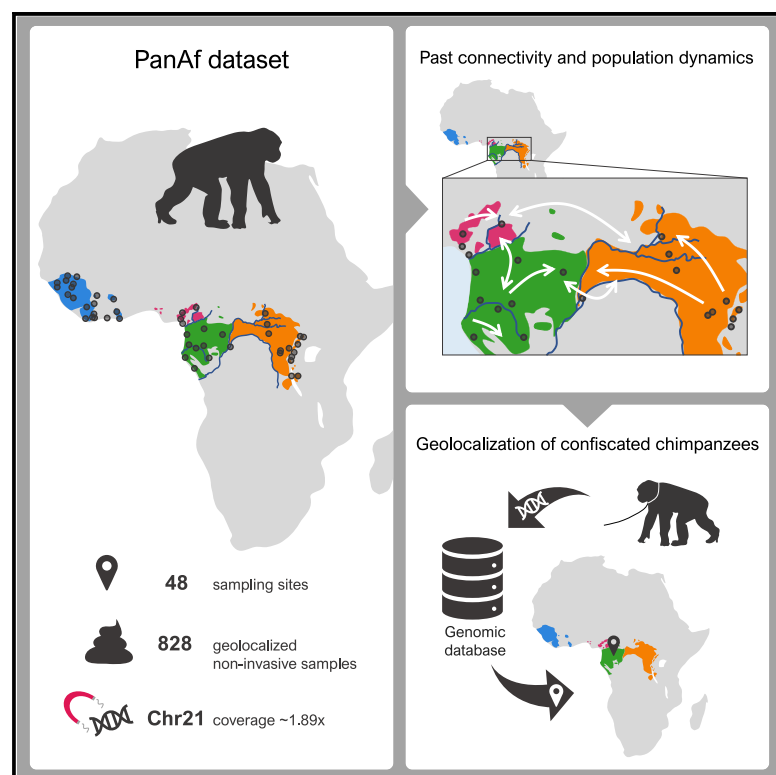 PanAf dataset
48 sampling sites
828 geolocalized
non-invasive samples
Chr21 coverage ~1.89x
Past connectivity and population dynamics
Geolocalization of confiscated chimpanzees
Genomic
database